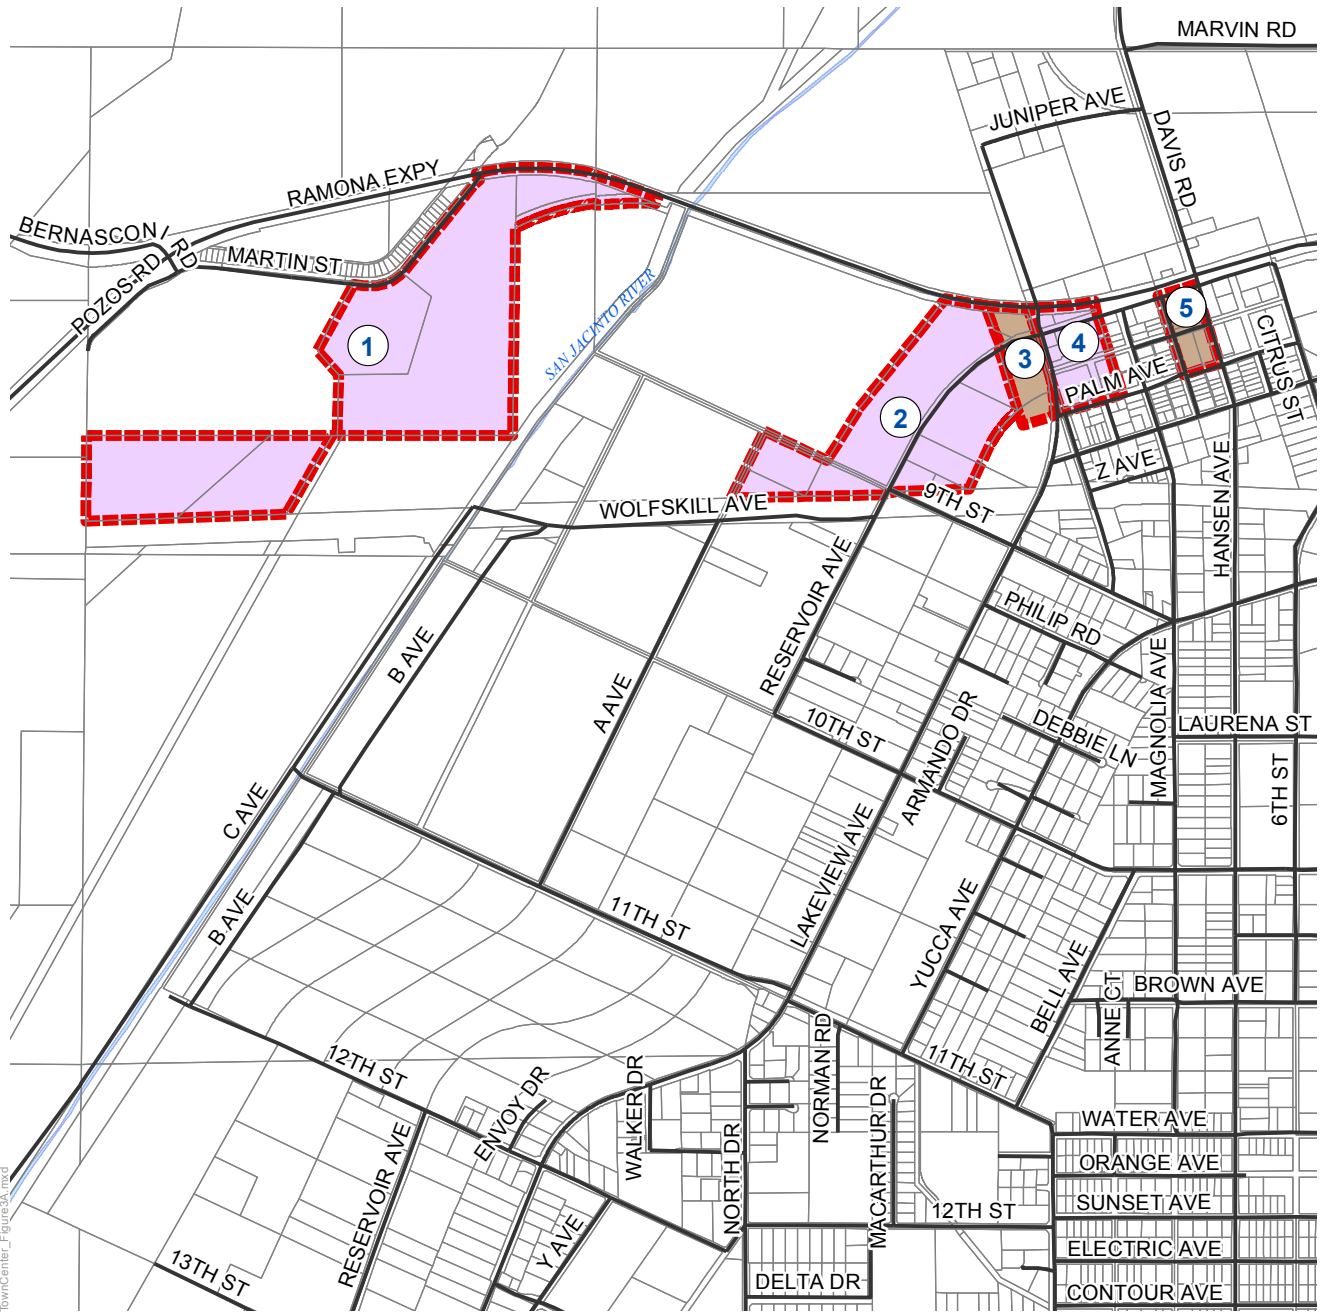 MARVIN RD
JUNIPER AVE
DAVIS RD
RAMONA EXPY
BERNASCONI RD
MARTIN ST
POZOS RD
SAN JACINTO RIVER
1
2
3
4
5
PALM AVE
CITRUS ST
Z AVE
HANSEN AVE
9TH ST
WOLFSKILL AVE
RESERVOIR AVE
PHILIP RD
B AVE
A AVE
MAGNOLIA AVE
10TH ST
ARMANDO DR
DEBBIE LN
LAURENA ST
6TH ST
C AVE
LAKEVIEW AVE
B AVE
11TH ST
YUCCA AVE
BELL AVE
ANNE CT
BROWN AVE
12TH ST
ENVOY DR
WALKER DR
NORMAN RD
11TH ST
MACARTHUR DR
WATER AVE
RESERVOIR AVE
NORTH DR
ORANGE AVE
SUNSET AVE
12TH ST
Y AVE
ELECTRIC AVE
13TH ST
DELTA DR
CONTOUR AVE
TownCenter_Figure3A.mxd